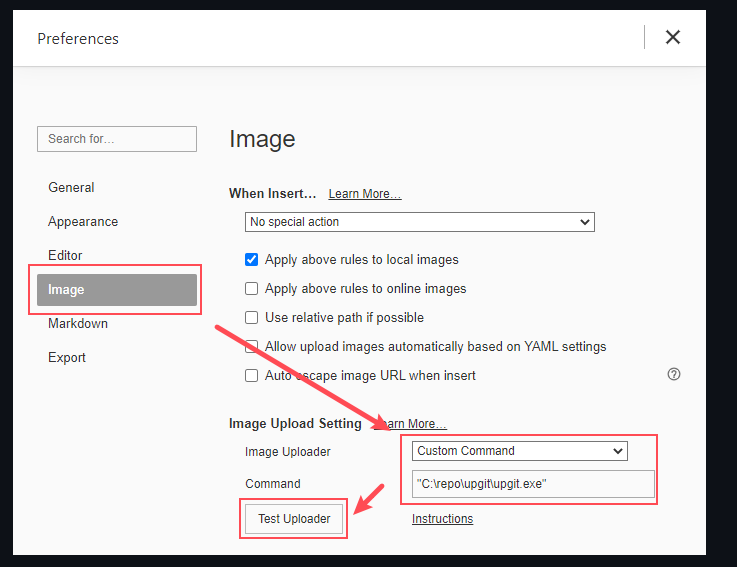 Preferences
Search for…
Image
General
When Insert… Learn More…
Appearance
No special action
Editor
Apply above rules to local images
Image
Apply above rules to online images
Markdown
Use relative path if possible
Export
Allow upload images automatically based on YAML settings
Auto escape image URL when insert
Image Upload Setting Learn More…
Image Uploader Custom Command
Command "C:\repo\upgit\upgit.exe"
Test Uploader Instructions